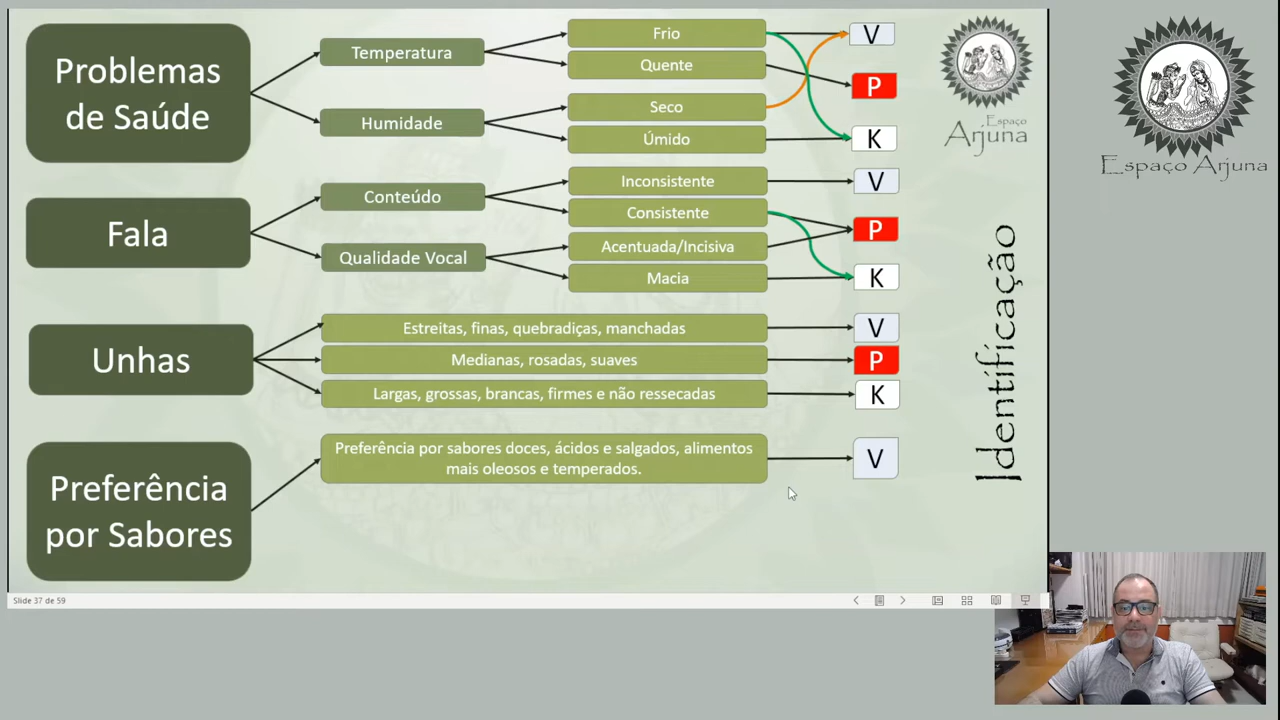 Problemas
de Saúde
Temperatura
Humidade
Frio
Quente
Seco
Úmido
V
P
K
Fala
Conteúdo
Qualidade Vocal
Inconsistente
Consistente
Acentuada/Incisiva
Macia
V
P
K
Unhas
Estreitas, finas, quebradiças, manchadas
Medianas, rosadas, suaves
Largas, grossas, brancas, firmes e não ressecadas
V
P
K
Preferência
por Sabores
Preferência por sabores doces, ácidos e salgados, alimentos
mais oleosos e temperados.
V
Espaço
Arjuna
Identificação
Espaço Arjuna
Slide 37 de 59